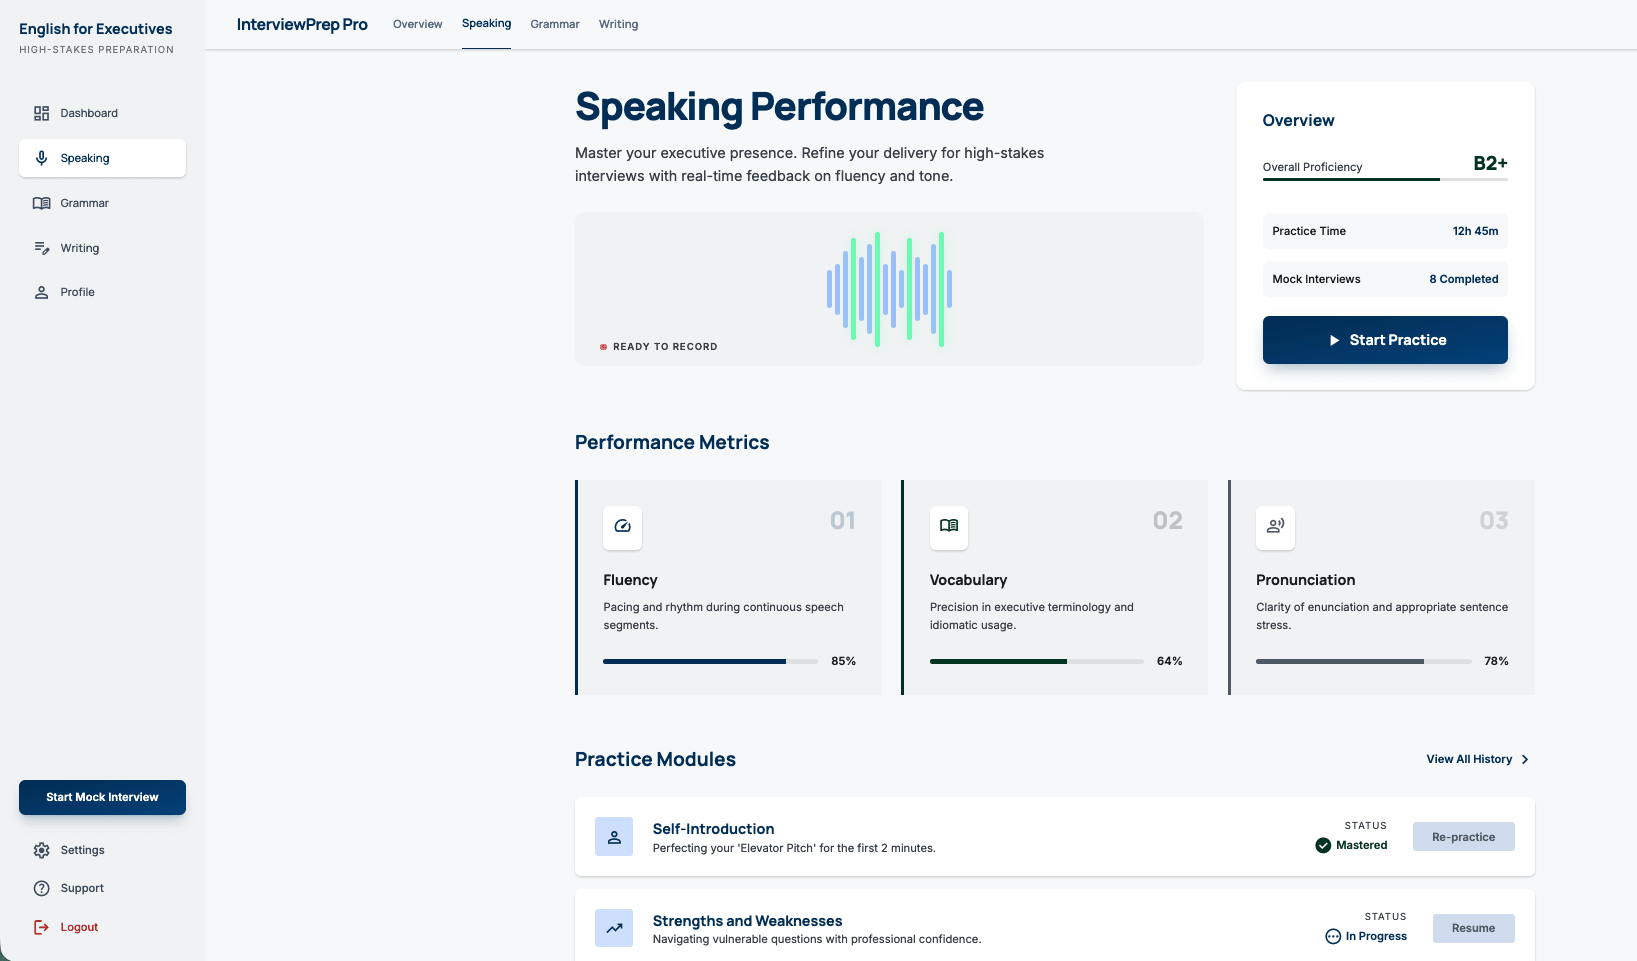 English for Executives
HIGH-STAKES PREPARATION
Dashboard
Speaking
Grammar
Writing
Profile
Start Mock Interview
Settings
Support
Logout
InterviewPrep Pro
Overview
Speaking
Grammar
Writing
Speaking Performance
Master your executive presence. Refine your delivery for high-stakes
interviews with real-time feedback on fluency and tone.
READY TO RECORD
Overview
Overall Proficiency
B2+
Practice Time
12h 45m
Mock Interviews
8 Completed
Start Practice
Performance Metrics
01
Fluency
Pacing and rhythm during continuous speech
segments.
85%
02
Vocabulary
Precision in executive terminology and
idiomatic usage.
64%
03
Pronunciation
Clarity of enunciation and appropriate sentence
stress.
78%
Practice Modules
View All History
Self-Introduction
Perfecting your 'Elevator Pitch' for the first 2 minutes.
STATUS
Mastered
Re-practice
Strengths and Weaknesses
Navigating vulnerable questions with professional confidence.
STATUS
In Progress
Resume